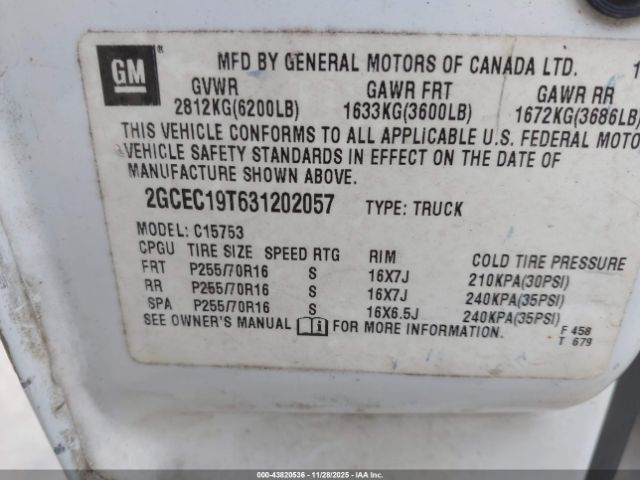 GM
MFD BY GENERAL MOTORS OF CANADA LTD. 1
GVWR GAWR FRT GAWR RR
2812KG(6200LB) 1633KG(3600LB) 1672KG(3686LB)
THIS VEHICLE CONFORMS TO ALL APPLICABLE U.S. FEDERAL MOTO
VEHICLE SAFETY STANDARDS IN EFFECT ON THE DATE OF
MANUFACTURE SHOWN ABOVE.
2GCEC19T631202057 TYPE: TRUCK
MODEL: C15753
CPGU TIRE SIZE SPEED RTG RIM COLD TIRE PRESSURE
FRT P255/70R16 S 16X7J 210KPA(30PSI)
RR P255/70R16 S 16X7J 240KPA(35PSI)
SPA P255/70R16 S 16X6.5J 240KPA(35PSI)
SEE OWNER'S MANUAL FOR MORE INFORMATION.
F 458
T 679
000-43820536 - 11/28/2025 - IAAI.COM